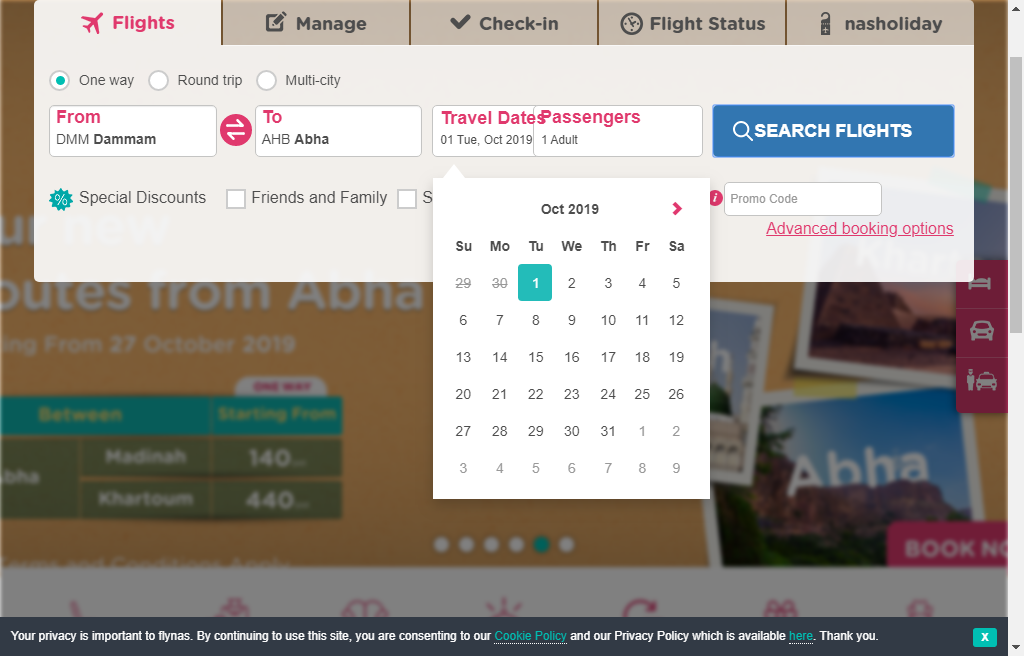 Flights
Manage
Check-in
Flight Status
nasholiday
One way
Round trip
Multi-city
From
DMM Dammam
To
AHB Abha
Travel Dates
01 Tue, Oct 2019
Passengers
1 Adult
SEARCH FLIGHTS
Special Discounts
Friends and Family
S
Promo Code
Advanced booking options
Oct 2019
Su Mo Tu We Th Fr Sa
29 30 1 2 3 4 5
6 7 8 9 10 11 12
13 14 15 16 17 18 19
20 21 22 23 24 25 26
27 28 29 30 31 1 2
3 4 5 6 7 8 9
ur new
outes from Abha
ing From 27 October 2019
ONE WAY
Between Starting From
Abha
Madinah 140
Khartoum 440
Terms and Conditions Apply
Khart
Abha
BOOK NO
Your privacy is important to flynas. By continuing to use this site, you are consenting to our Cookie Policy and our Privacy Policy which is available here. Thank you.
X